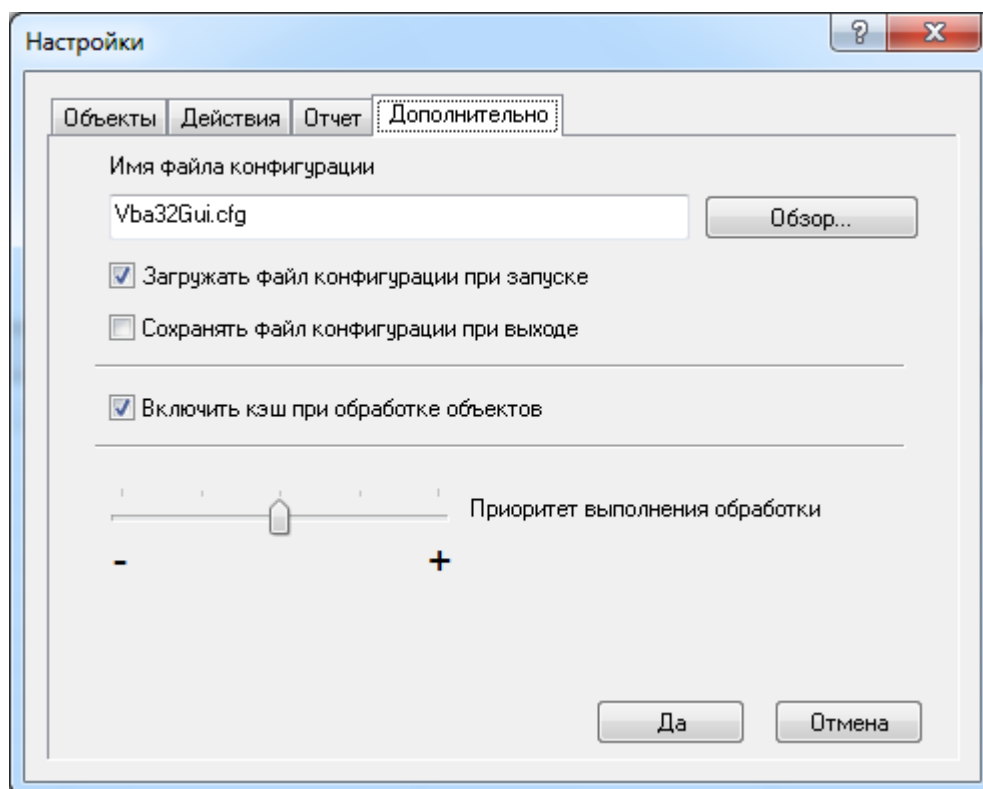 Настройки
Объекты Действия Отчет Дополнительно
Имя файла конфигурации
Vba32Gui.cfg Обзор...
Загружать файл конфигурации при запуске
Сохранять файл конфигурации при выходе
Включить кэш при обработке объектов
Приоритет выполнения обработки
- +
Да Отмена